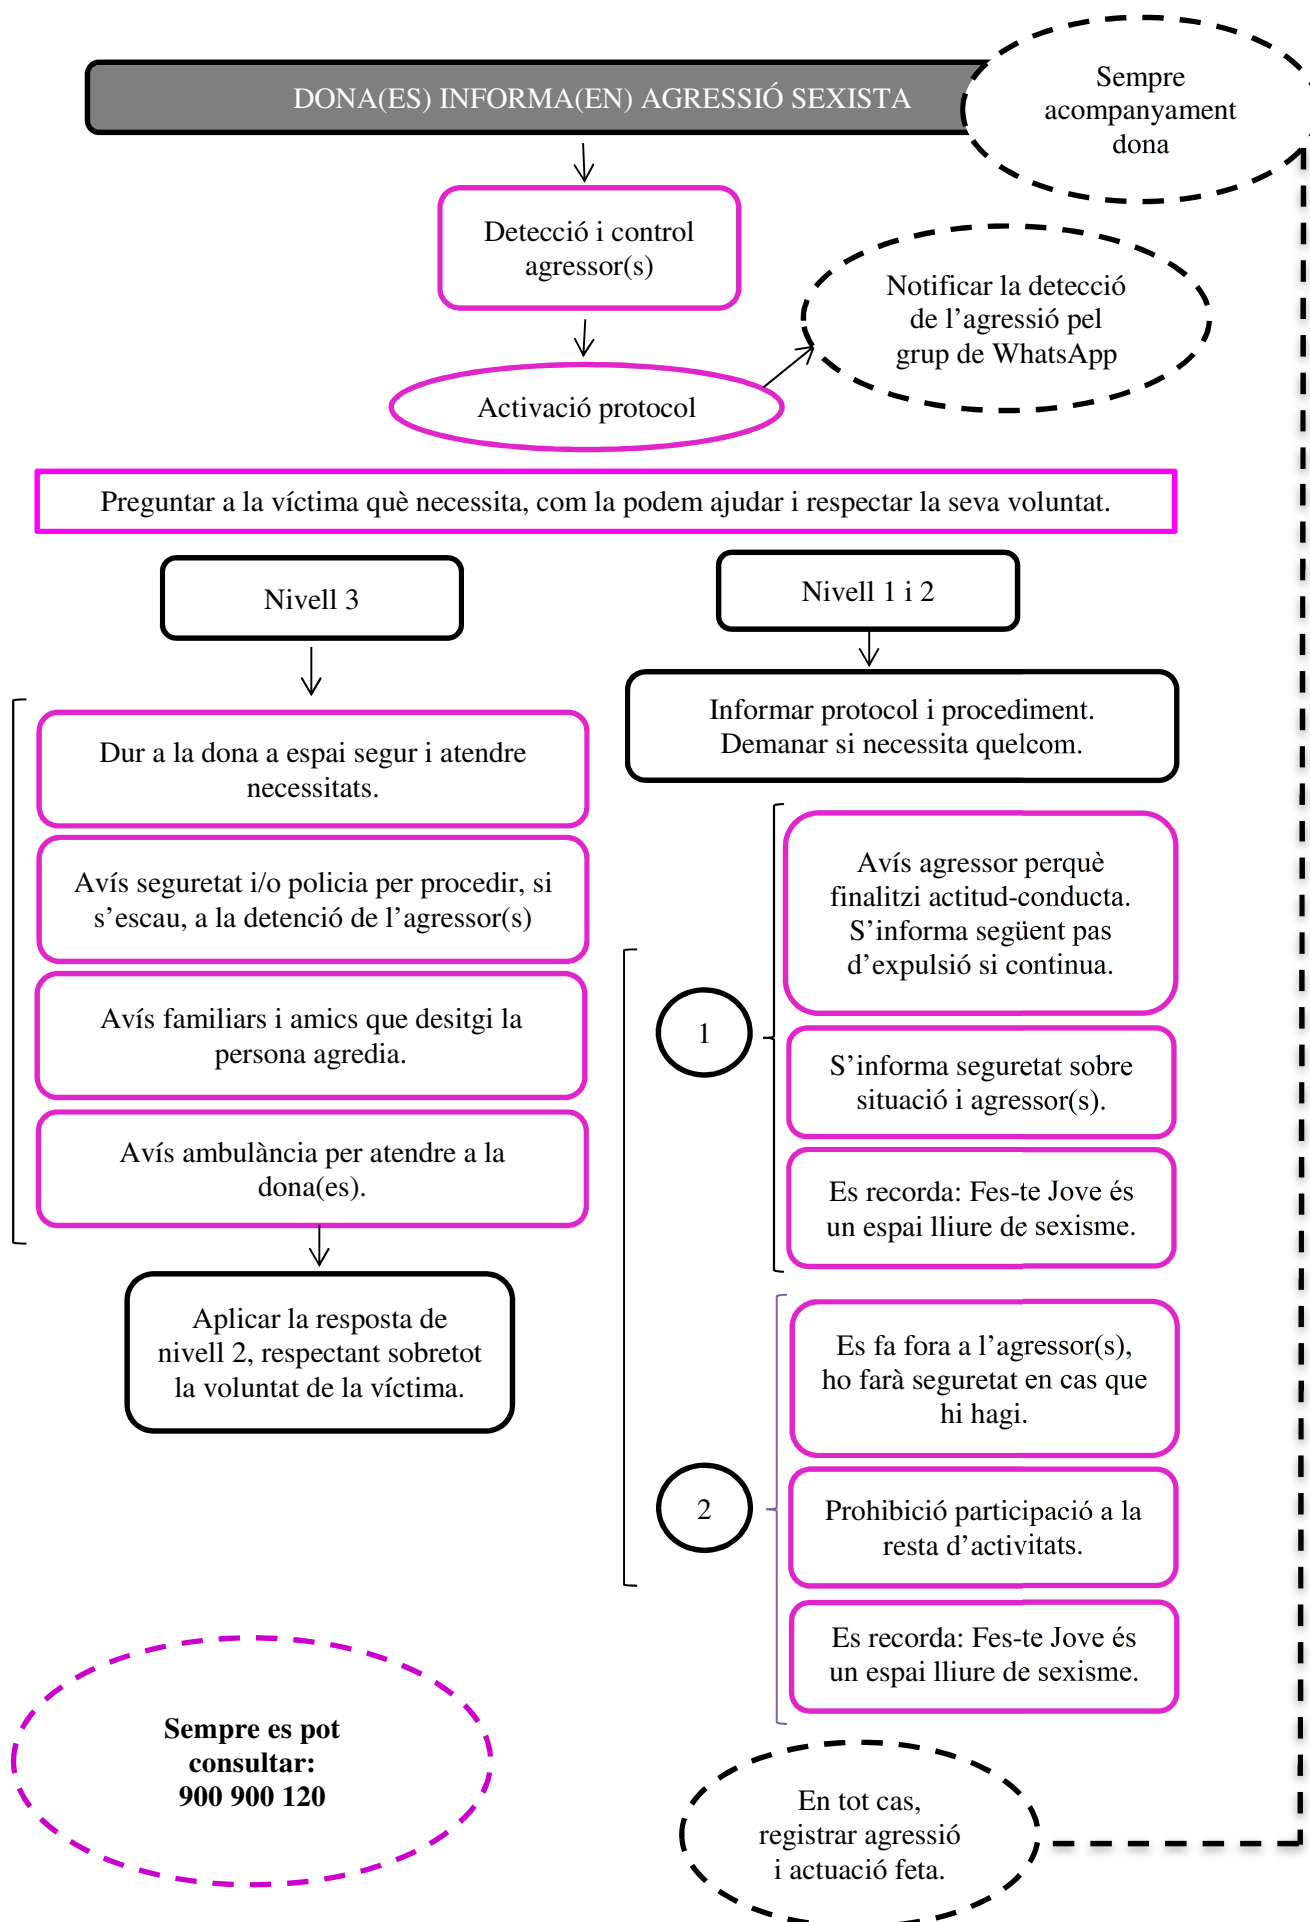 DONA(ES) INFORMA(EN) AGRESSIÓ SEXISTA
Sempre
acompanyament
dona
Detecció i control
agressor(s)
Notificar la detecció
de l’agressió pel
grup de WhatsApp
Activació protocol
Preguntar a la víctima què necessita, com la podem ajudar i respectar la seva voluntat.
Nivell 3
Dur a la dona a espai segur i atendre
necessitats.
Avís seguretat i/o policia per procedir, si
s’escau, a la detenció de l’agressor(s)
Avís familiars i amics que desitgi la
persona agredia.
Avís ambulància per atendre a la
dona(es).
Aplicar la resposta de
nivell 2, respectant sobretot
la voluntat de la víctima.
Nivell 1 i 2
Informar protocol i procediment.
Demanar si necessita quelcom.
1
Avís agressor perquè
finalitzi actitud-conducta.
S’informa següent pas
d’expulsió si continua.
S’informa seguretat sobre
situació i agressor(s).
Es recorda: Fes-te Jove és
un espai lliure de sexisme.
2
Es fa fora a l’agressor(s),
ho farà seguretat en cas que
hi hagi.
Prohibició participació a la
resta d’activitats.
Es recorda: Fes-te Jove és
un espai lliure de sexisme.
Sempre es pot
consultar:
900 900 120
En tot cas,
registrar agressió
i actuació feta.